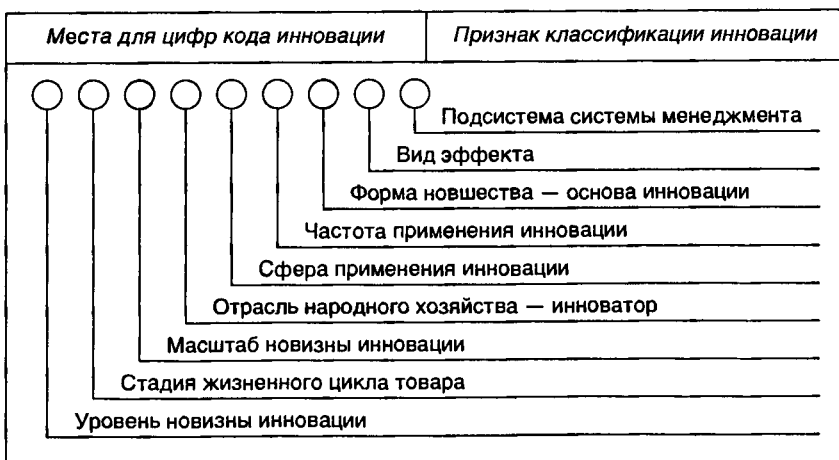 Места для цифр кода инновации
Признак классификации инновации
Подсистема системы менеджмента
Вид эффекта
Форма новшества — основа инновации
Частота применения инновации
Сфера применения инновации
Отрасль народного хозяйства — инноватор
Масштаб новизны инновации
Стадия жизненного цикла товара
Уровень новизны инновации